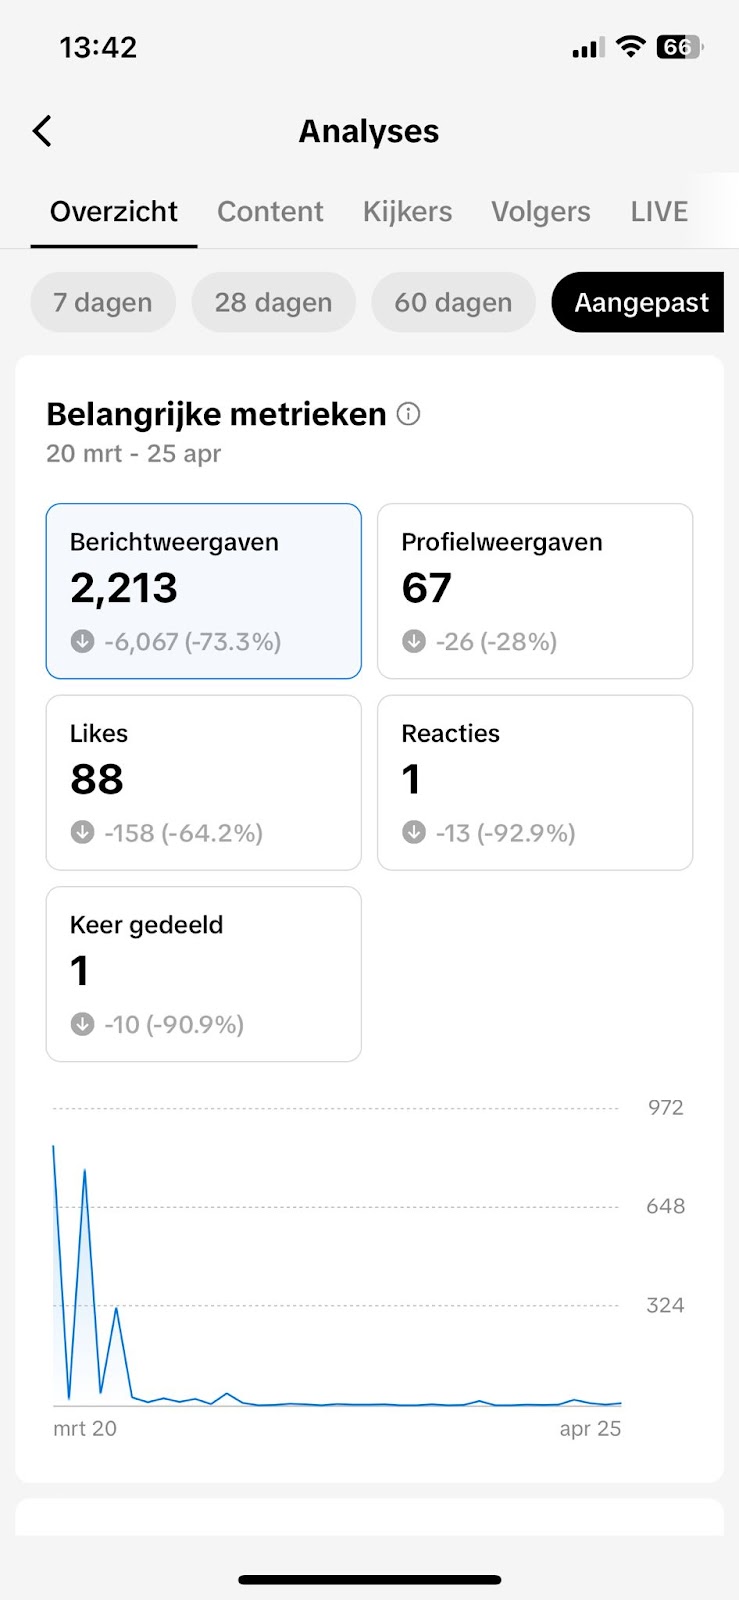 13:42
66
Analyses
Overzicht Content Kijkers Volgers LIVE
7 dagen 28 dagen 60 dagen Aangepast
Belangrijke metrieken
20 mrt - 25 apr
Berichtweergaven
2,213
-6,067 (-73.3%)
Profielweergaven
67
-26 (-28%)
Likes
88
-158 (-64.2%)
Reacties
1
-13 (-92.9%)
Keer gedeeld
1
-10 (-90.9%)
972
648
324
mrt 20 apr 25